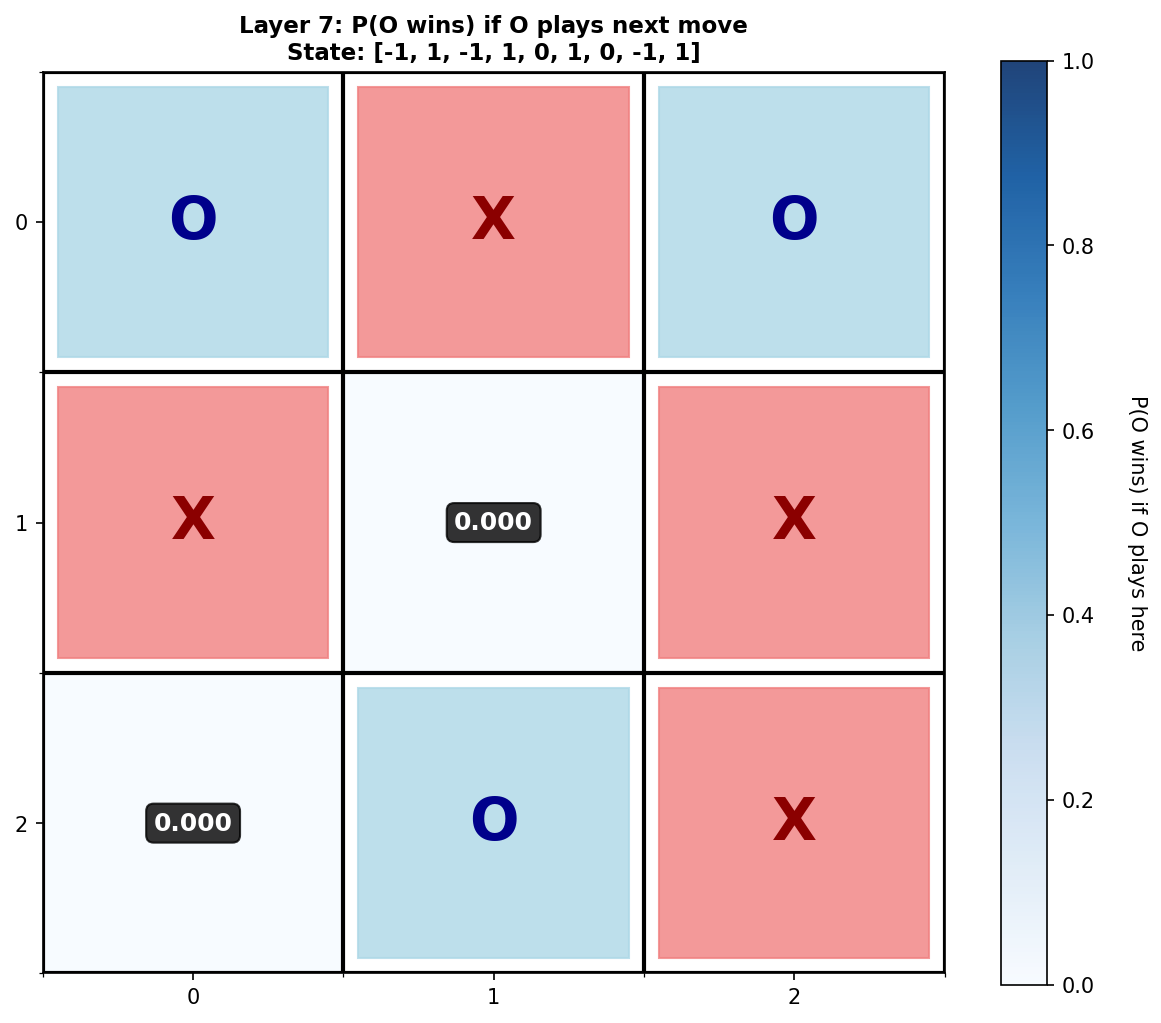 Layer 7: P(O wins) if O plays next move
State: [-1, 1, -1, 1, 0, 1, 0, -1, 1]
O X O
0
X 0.000 X
1
0.000 O X
2
0 1 2
1.0
0.8
0.6
0.4
0.2
0.0
P(O wins) if O plays here